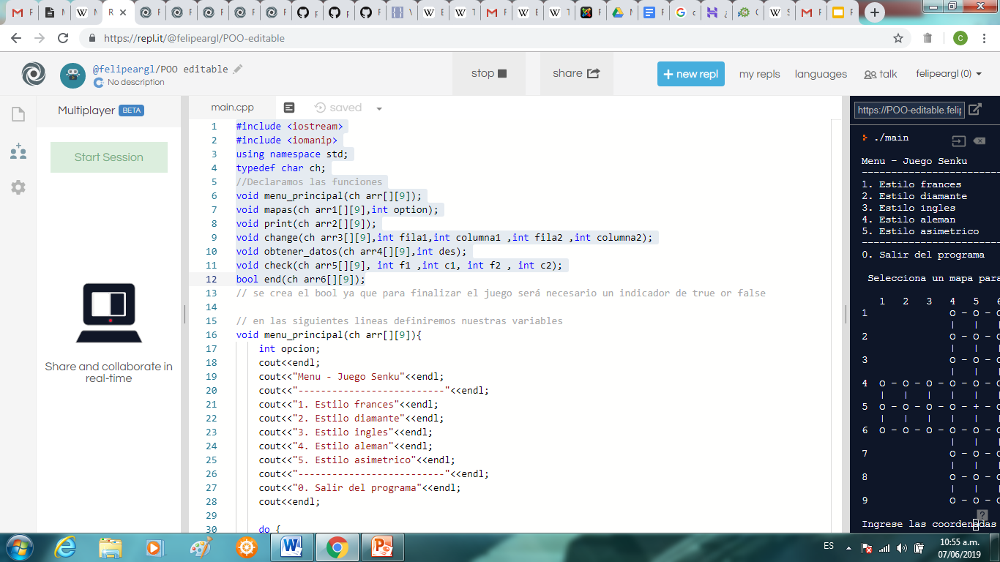 https://repl.it/@felipeargl/POO-editable
C
@felipeargl/POO editable
No description
stop
share
+ new repl
my repls
languages
talk
felipeargl (0)
Multiplayer BETA
Start Session
Share and collaborate in
real-time
main.cpp
saved
1 #include <iostream>
2 #include <iomanip>
3 using namespace std;
4 typedef char ch;
5 //Declaramos las funciones
6 void menu_principal(ch arr[][9]);
7 void mapas(ch arr1[][9],int option);
8 void print(ch arr2[][9]);
9 void change(ch arr3[][9],int fila1,int columna1 ,int fila2 ,int columna2);
10 void obtener_datos(ch arr4[][9],int des);
11 void check(ch arr5[][9], int f1 ,int c1, int f2 , int c2);
12 bool end(ch arr6[][9]);
13 // se crea el bool ya que para finalizar el juego será necesario un indicador de true or false
14
15 // en las siguientes lineas definiremos nuestras variables
16 void menu_principal(ch arr[][9]){
17 int opcion;
18 cout<<endl;
19 cout<<"Menu - Juego Senku"<<endl;
20 cout<<"--------------------------"<<endl;
21 cout<<"1. Estilo frances"<<endl;
22 cout<<"2. Estilo diamante"<<endl;
23 cout<<"3. Estilo ingles"<<endl;
24 cout<<"4. Estilo aleman"<<endl;
25 cout<<"5. Estilo asimetrico"<<endl;
26 cout<<"--------------------------"<<endl;
27 cout<<"0. Salir del programa"<<endl;
28 cout<<endl;
29
30 do {
https://POO-editable.felip
./main
Menu - Juego Senku
------------------------
1. Estilo frances
2. Estilo diamante
3. Estilo ingles
4. Estilo aleman
5. Estilo asimetrico
------------------------
0. Salir del programa
Selecciona un mapa para
1 2 3 4 5 6
1 O - O - O
| | |
2 O - O - O
| | |
3 O - O - O
| | |
4 O - O - O - O - O - O
| | | | | |
5 O - O - O - O - + - O
| | | | | |
6 O - O - O - O - O - O
| | |
7 O - O - O
| | |
8 O - O - O
| | |
9 O - O - O
Ingrese las coordenadas
ES
10:55 a.m.
07/06/2019